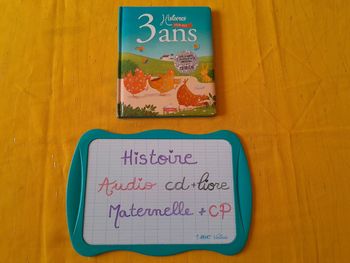 Histoires
3 ans
Histoire
Audio cd + livre
Maternelle + CP